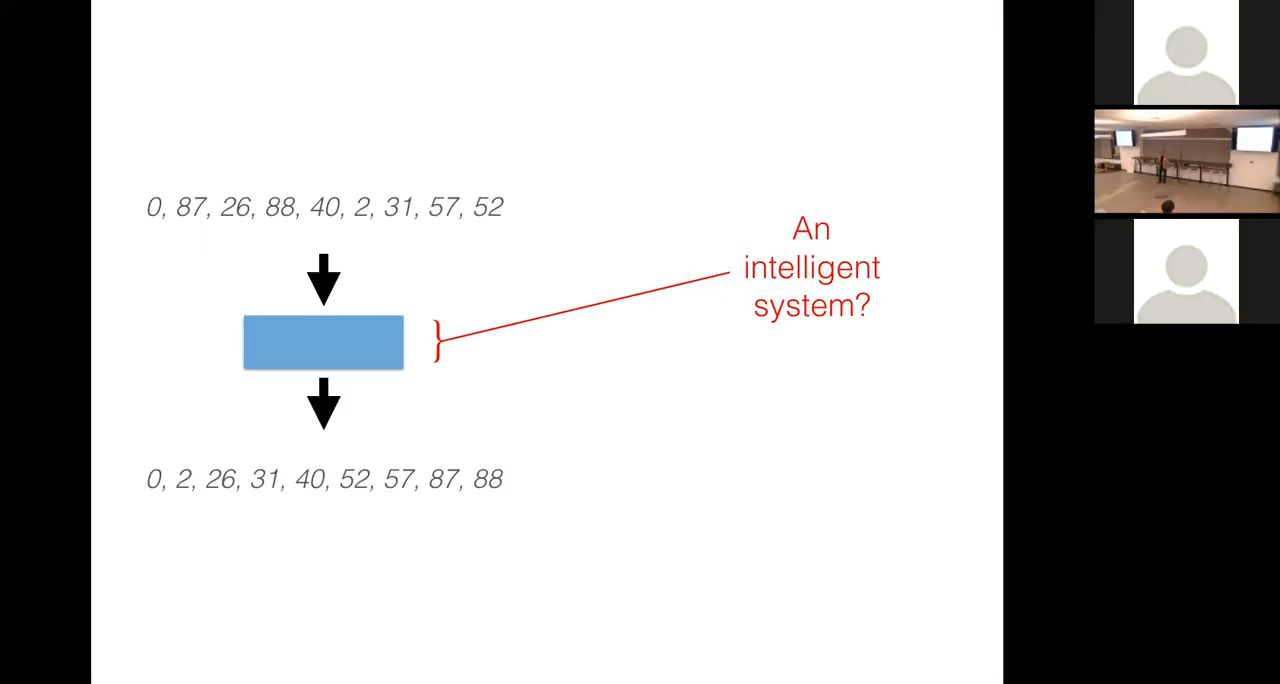 0, 87, 26, 88, 40, 2, 31, 57, 52
An
intelligent
system?
0, 2, 26, 31, 40, 52, 57, 87, 88